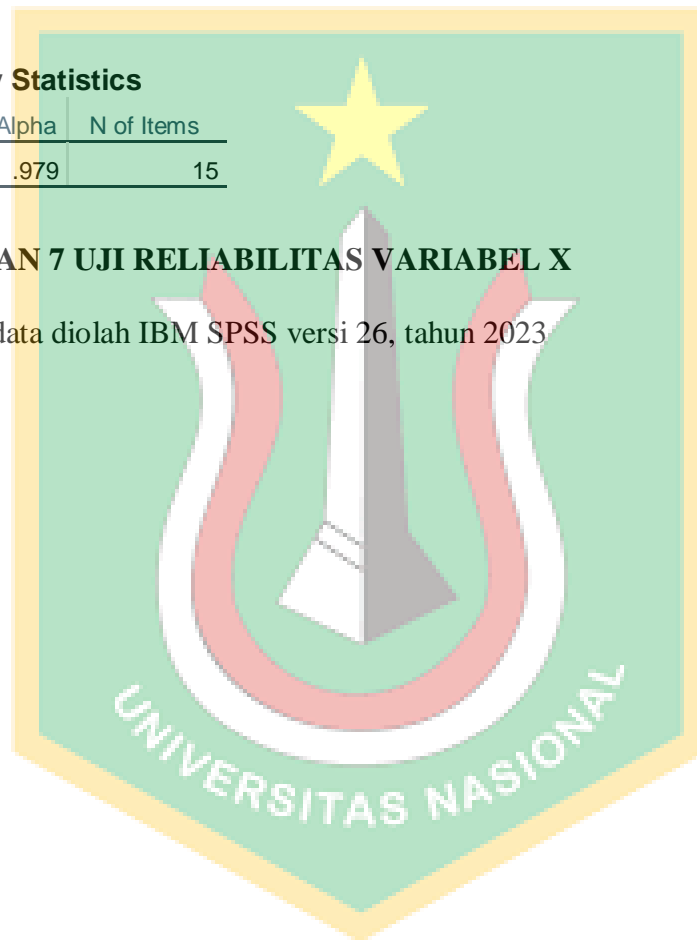 Statistics
Alpha N of Items
.979 15
AN 7 UJI RELIABILITAS VARIABEL X
data diolah IBM SPSS versi 26, tahun 2023
UNIVERSITAS NASIONAL